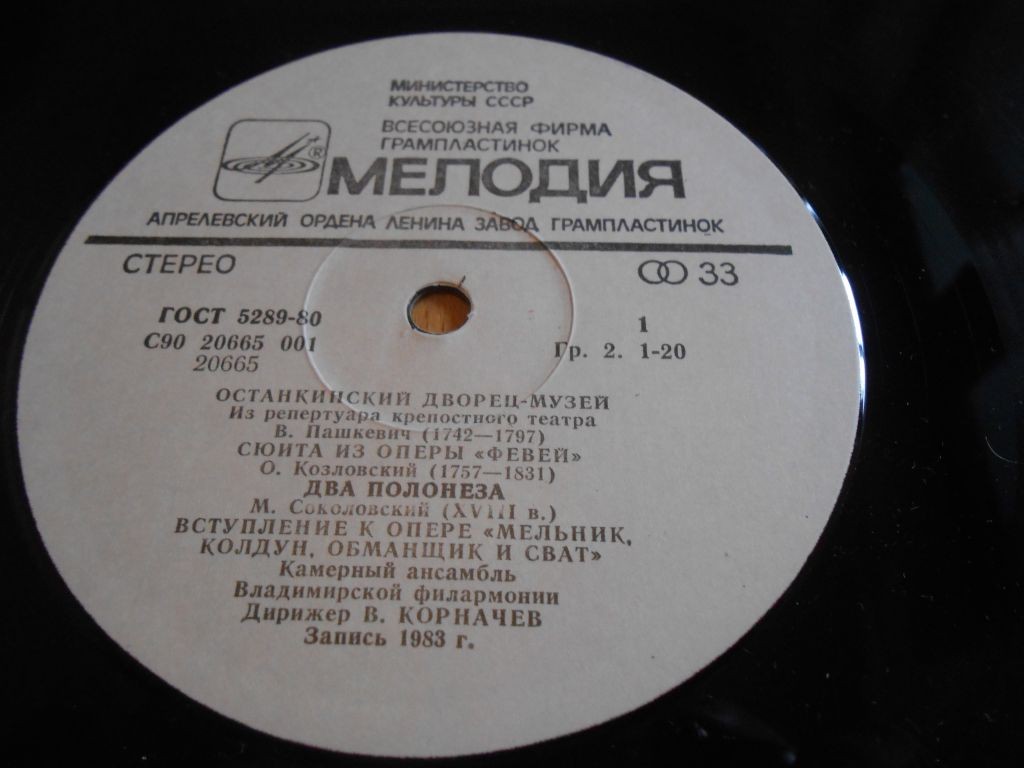 МИНИСТЕРСТВО
КУЛЬТУРЫ СССР
ВСЕСОЮЗНАЯ ФИРМА
ГРАМПЛАСТИНОК
® МЕЛОДИЯ
АПРЕЛЕВСКИЙ ОРДЕНА ЛЕНИНА ЗАВОД ГРАМПЛАСТИНОК
СТЕРЕО 33
ГОСТ 5289-80 1
С90 20665 001 Гр. 2. 1-20
20665
ОСТАНКИНСКИЙ ДВОРЕЦ-МУЗЕЙ
Из репертуара крепостного театра
В. Пашкевич (1742—1797)
СЮИТА ИЗ ОПЕРЫ «ФЕВЕЙ»
О. Козловский (1757—1831)
ДВА ПОЛОНЕЗА
М. Соколовский (XVIII в.)
ВСТУПЛЕНИЕ К ОПЕРЕ «МЕЛЬНИК,
КОЛДУН, ОБМАНЩИК И СВАТ»
Камерный ансамбль
Владимирской филармонии
Дирижер В. КОРНАЧЕВ
Запись 1983 г.